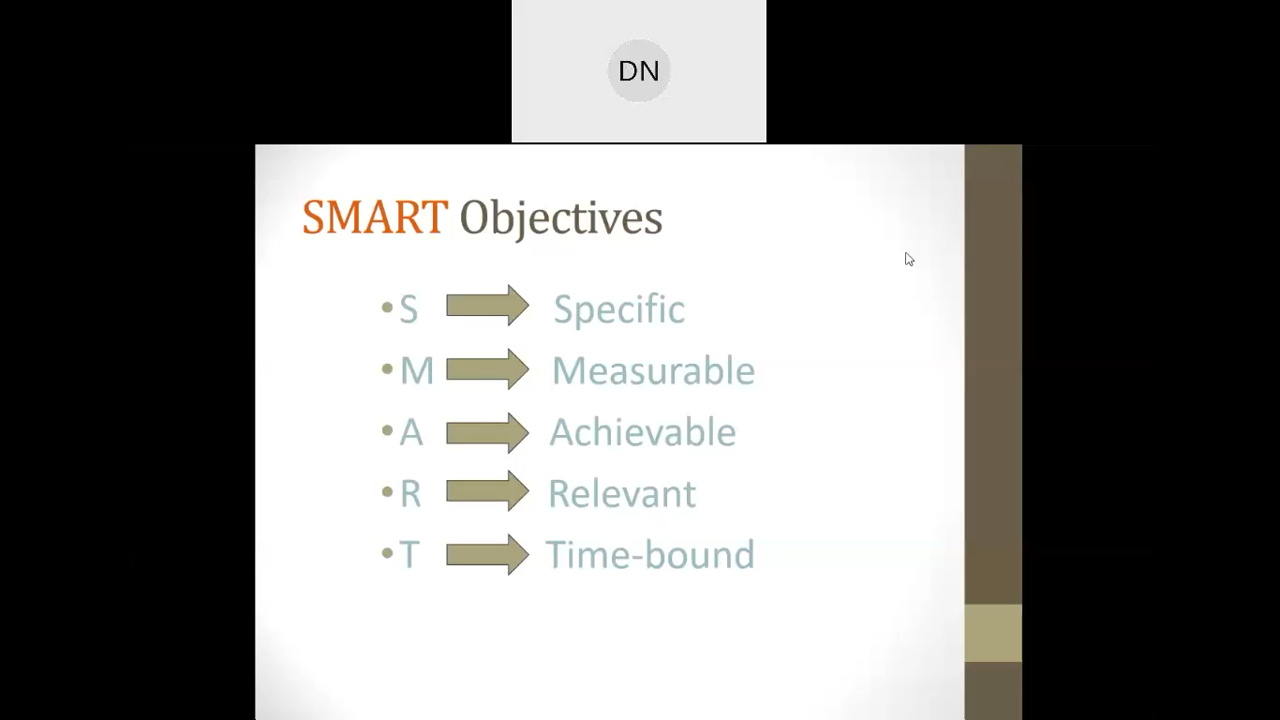 DN
SMART Objectives
• S Specific
• M Measurable
• A Achievable
• R Relevant
• T Time-bound